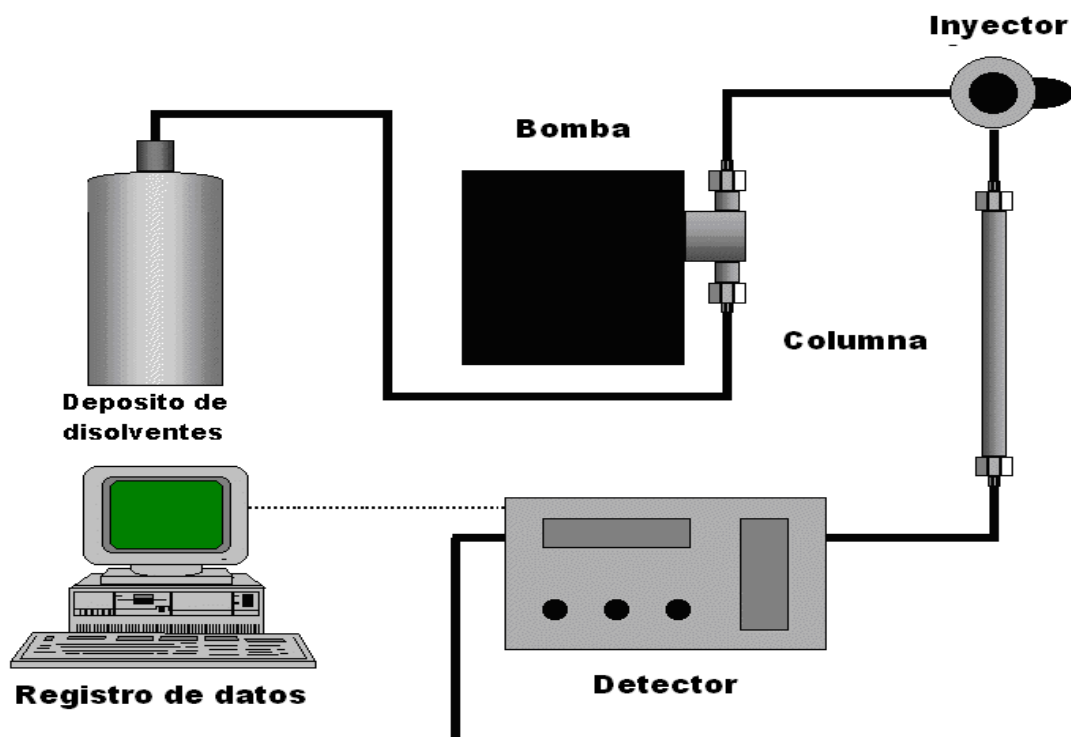 Inyector
Bomba
Columna
Deposito de
disolventes
Registro de datos
Detector